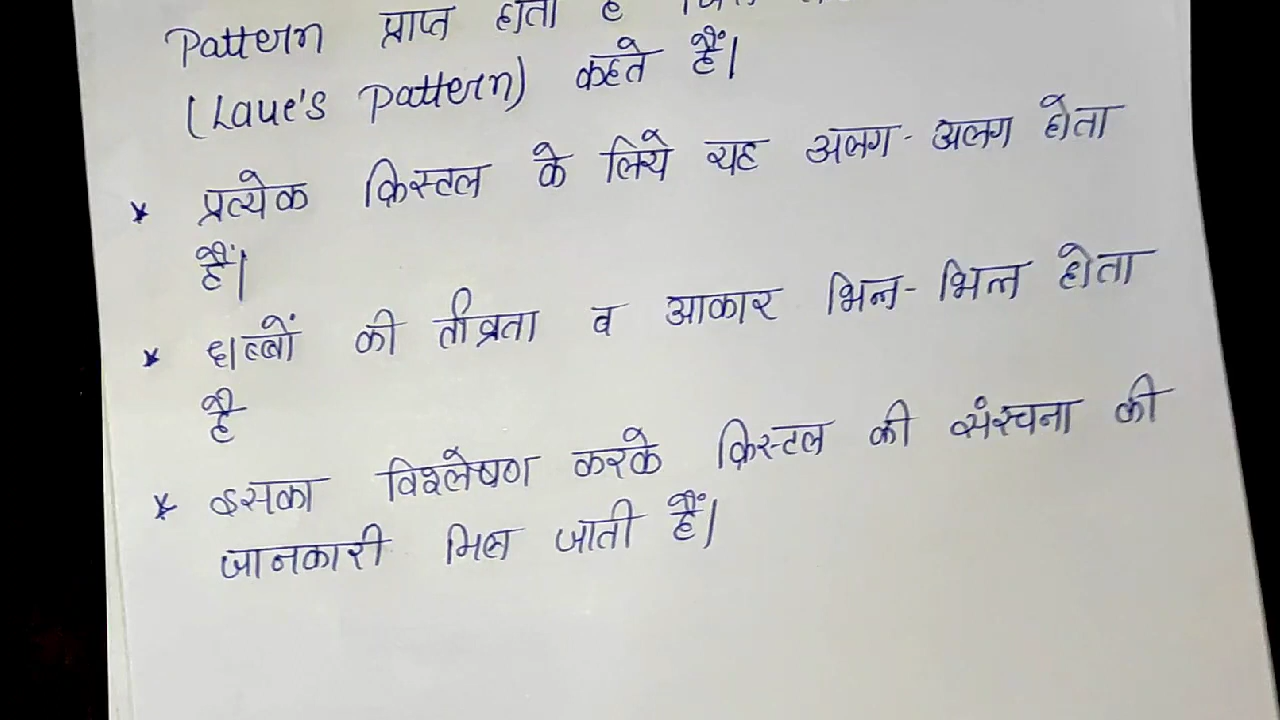 Pattern प्राप्त होता है
(Laue's pattern) कहते हैं।
* प्रत्येक क्रिस्टल के लिये यह अलग-अलग होता
हैं।
* धब्बों की तीव्रता व आकार भिन्न-भिन्न होता
है
* इसका विश्लेषण करके क्रिस्टल की संरचना की
जानकारी मिल जाती हैं।